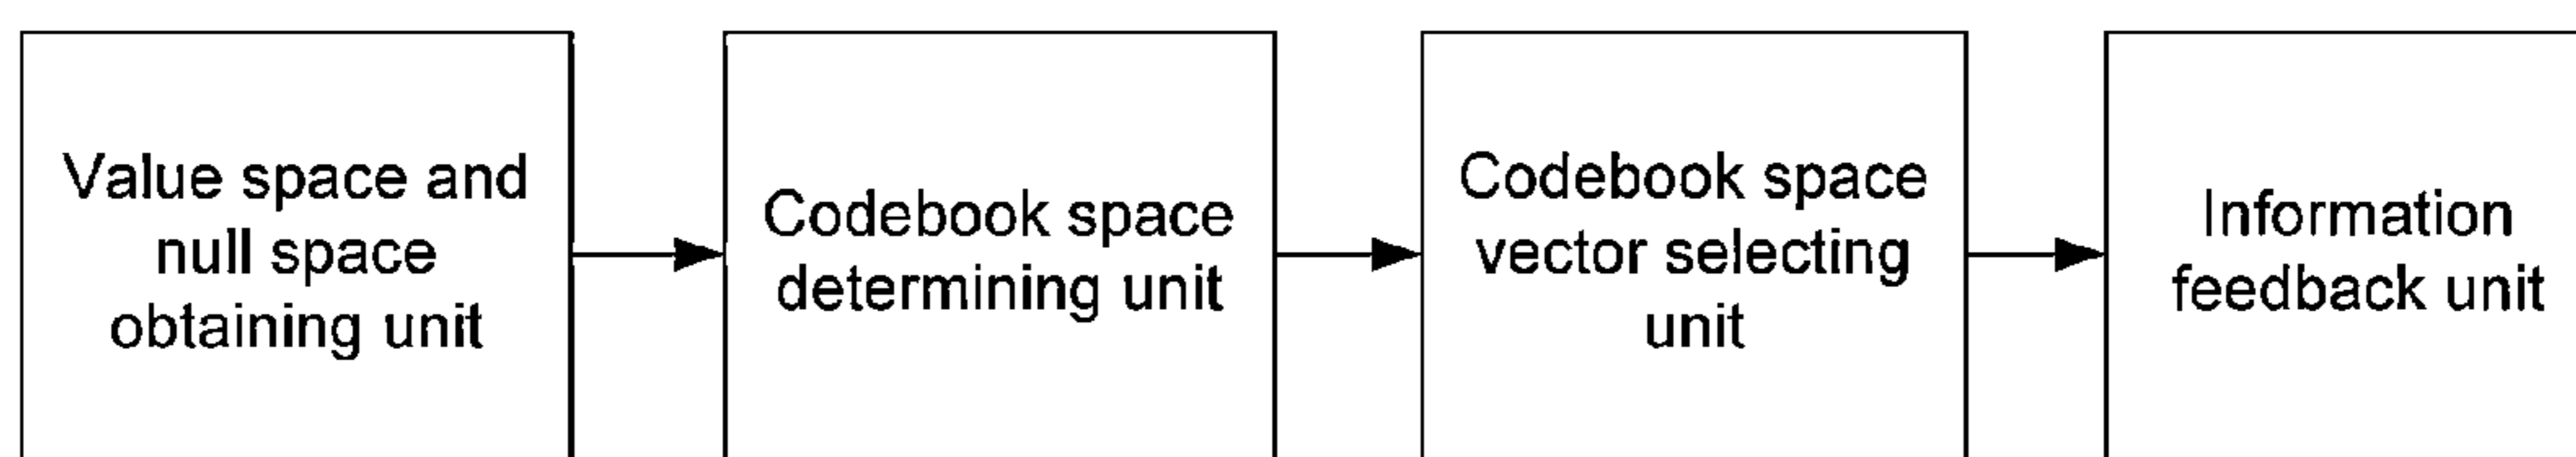 Value space and
null space
obtaining unit
Codebook space
determining unit
Codebook space
vector selecting
unit
Information
feedback unit